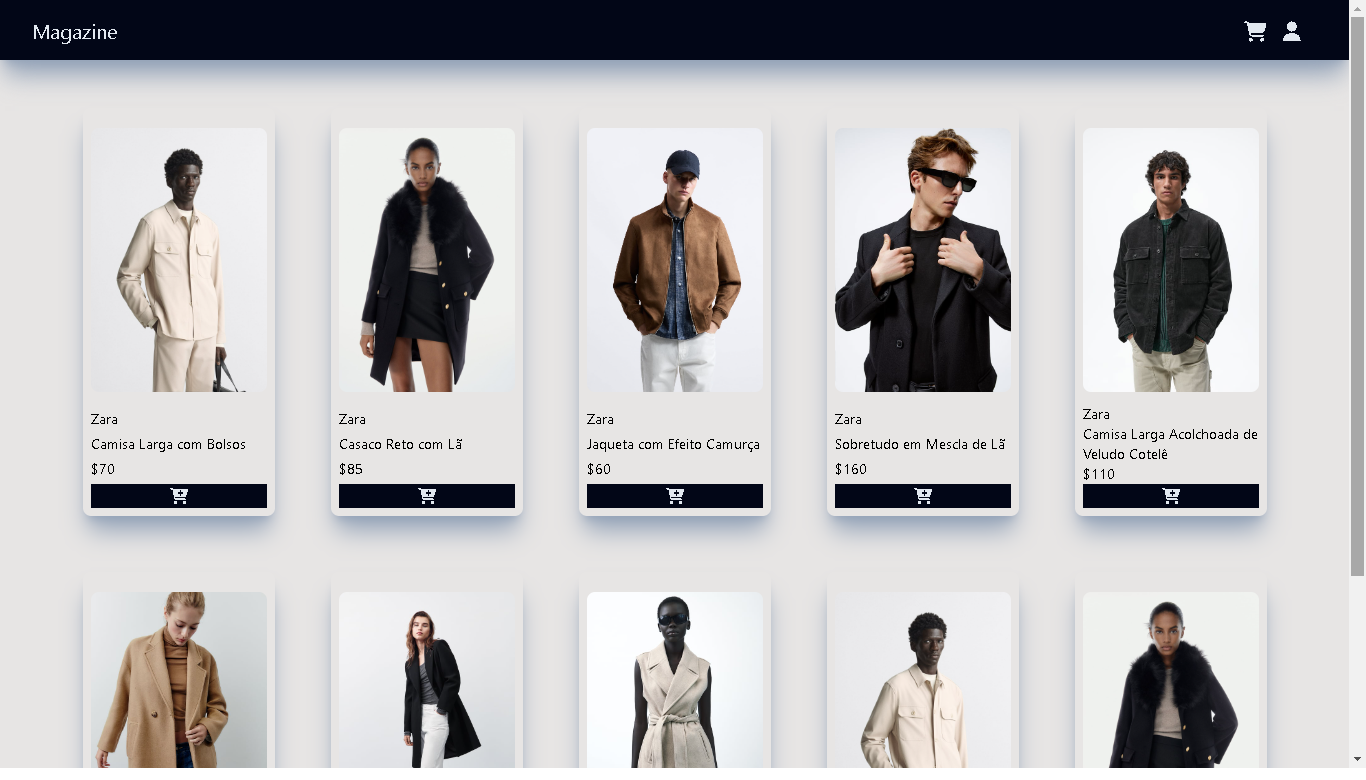 Magazine
Zara
Camisa Larga com Bolsos
$70
Zara
Casaco Reto com Lã
$85
Zara
Jaqueta com Efeito Camurça
$60
Zara
Sobretudo em Mescla de Lã
$160
Zara
Camisa Larga Acolchoada de
Veludo Cotelê
$110